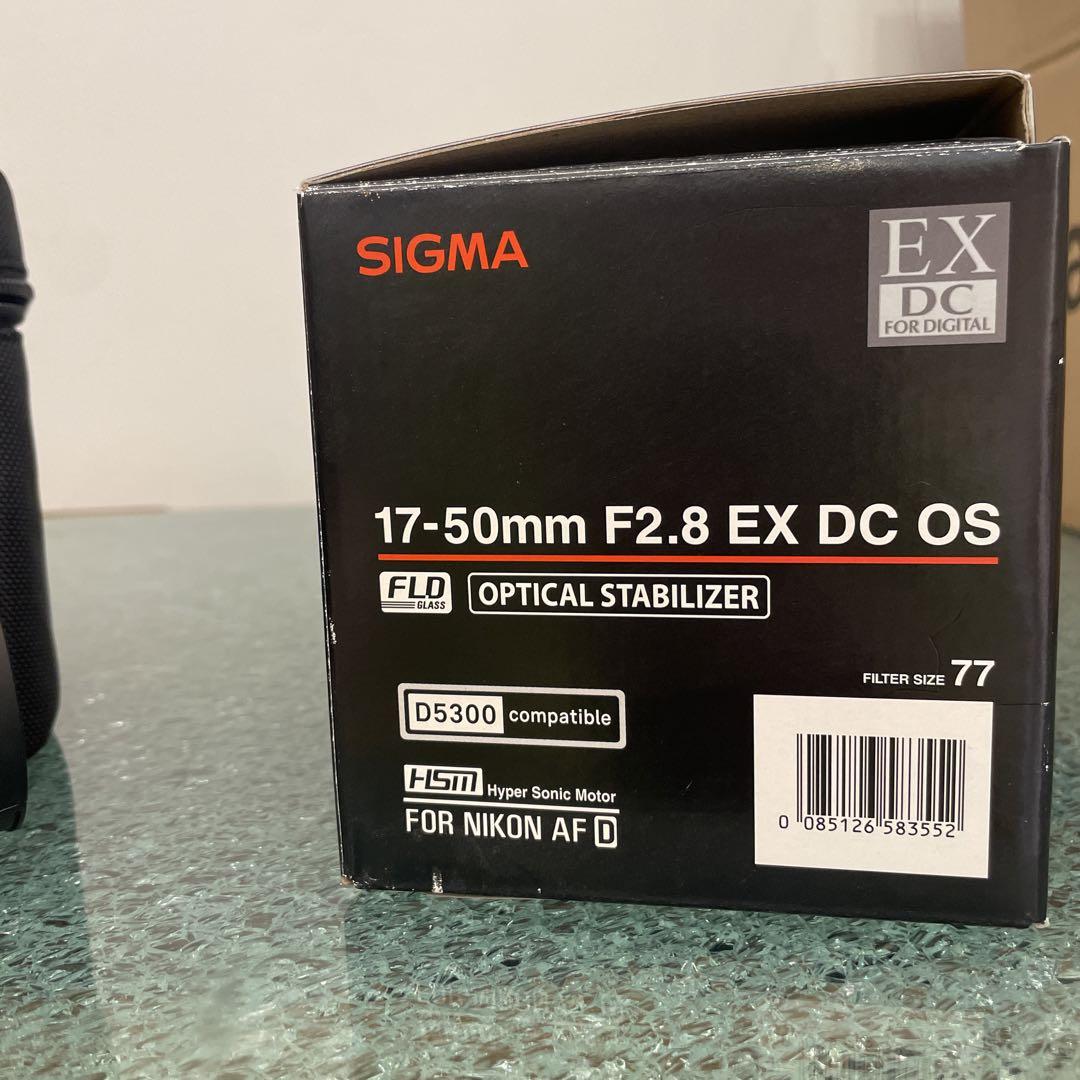 SIGMA
EX
DC
FOR DIGITAL
17-50mm F2.8 EX DC OS
FLD
GLASS
OPTICAL STABILIZER
FILTER SIZE 77
D5300 compatible
HSM Hyper Sonic Motor
FOR NIKON AF D
0 085126 583552